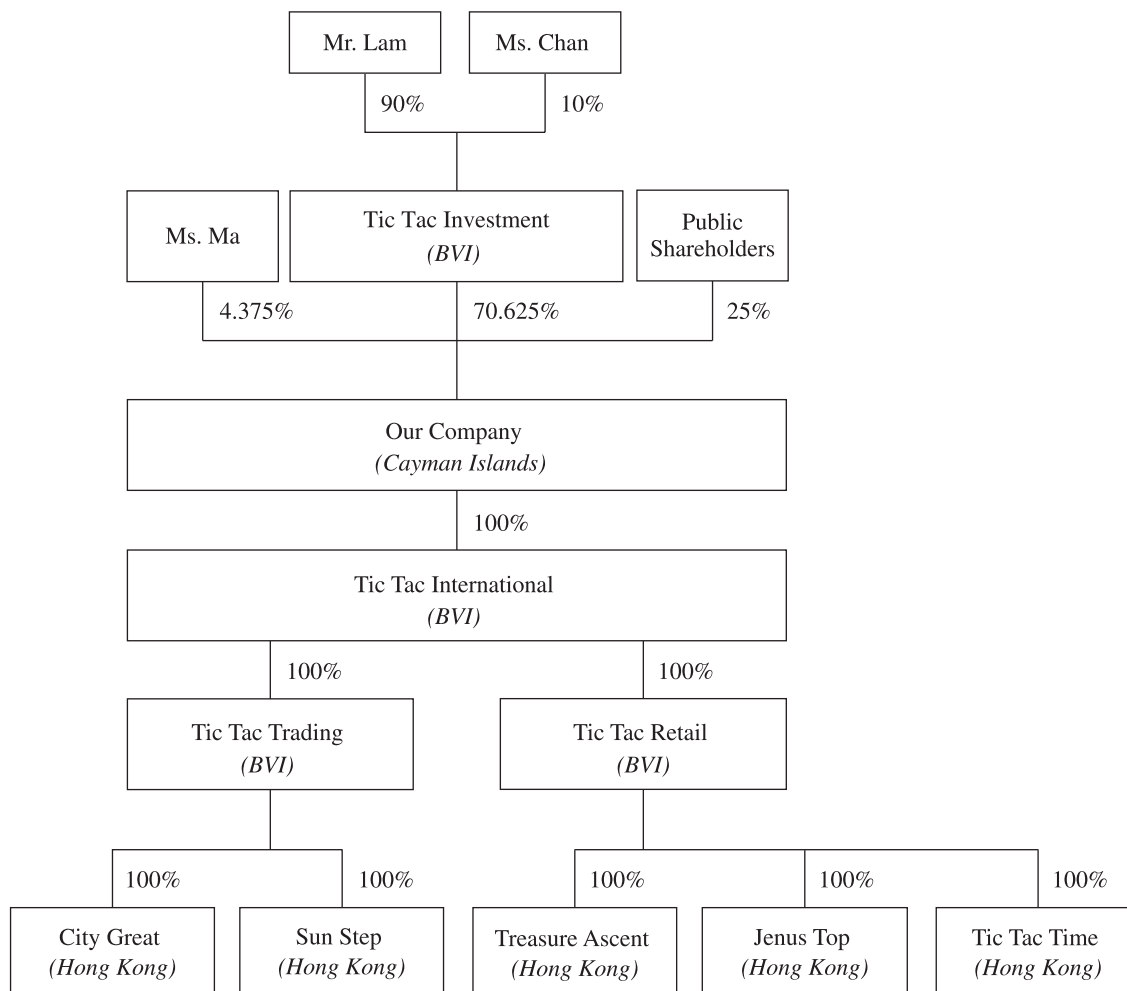 Mr. Lam
Ms. Chan
90%
10%
Ms. Ma
Tic Tac Investment
(BVI)
Public
Shareholders
4.375%
70.625%
25%
Our Company
(Cayman Islands)
100%
Tic Tac International
(BVI)
100%
100%
Tic Tac Trading
(BVI)
Tic Tac Retail
(BVI)
100%
100%
100%
100%
100%
City Great
(Hong Kong)
Sun Step
(Hong Kong)
Treasure Ascent
(Hong Kong)
Jenus Top
(Hong Kong)
Tic Tac Time
(Hong Kong)